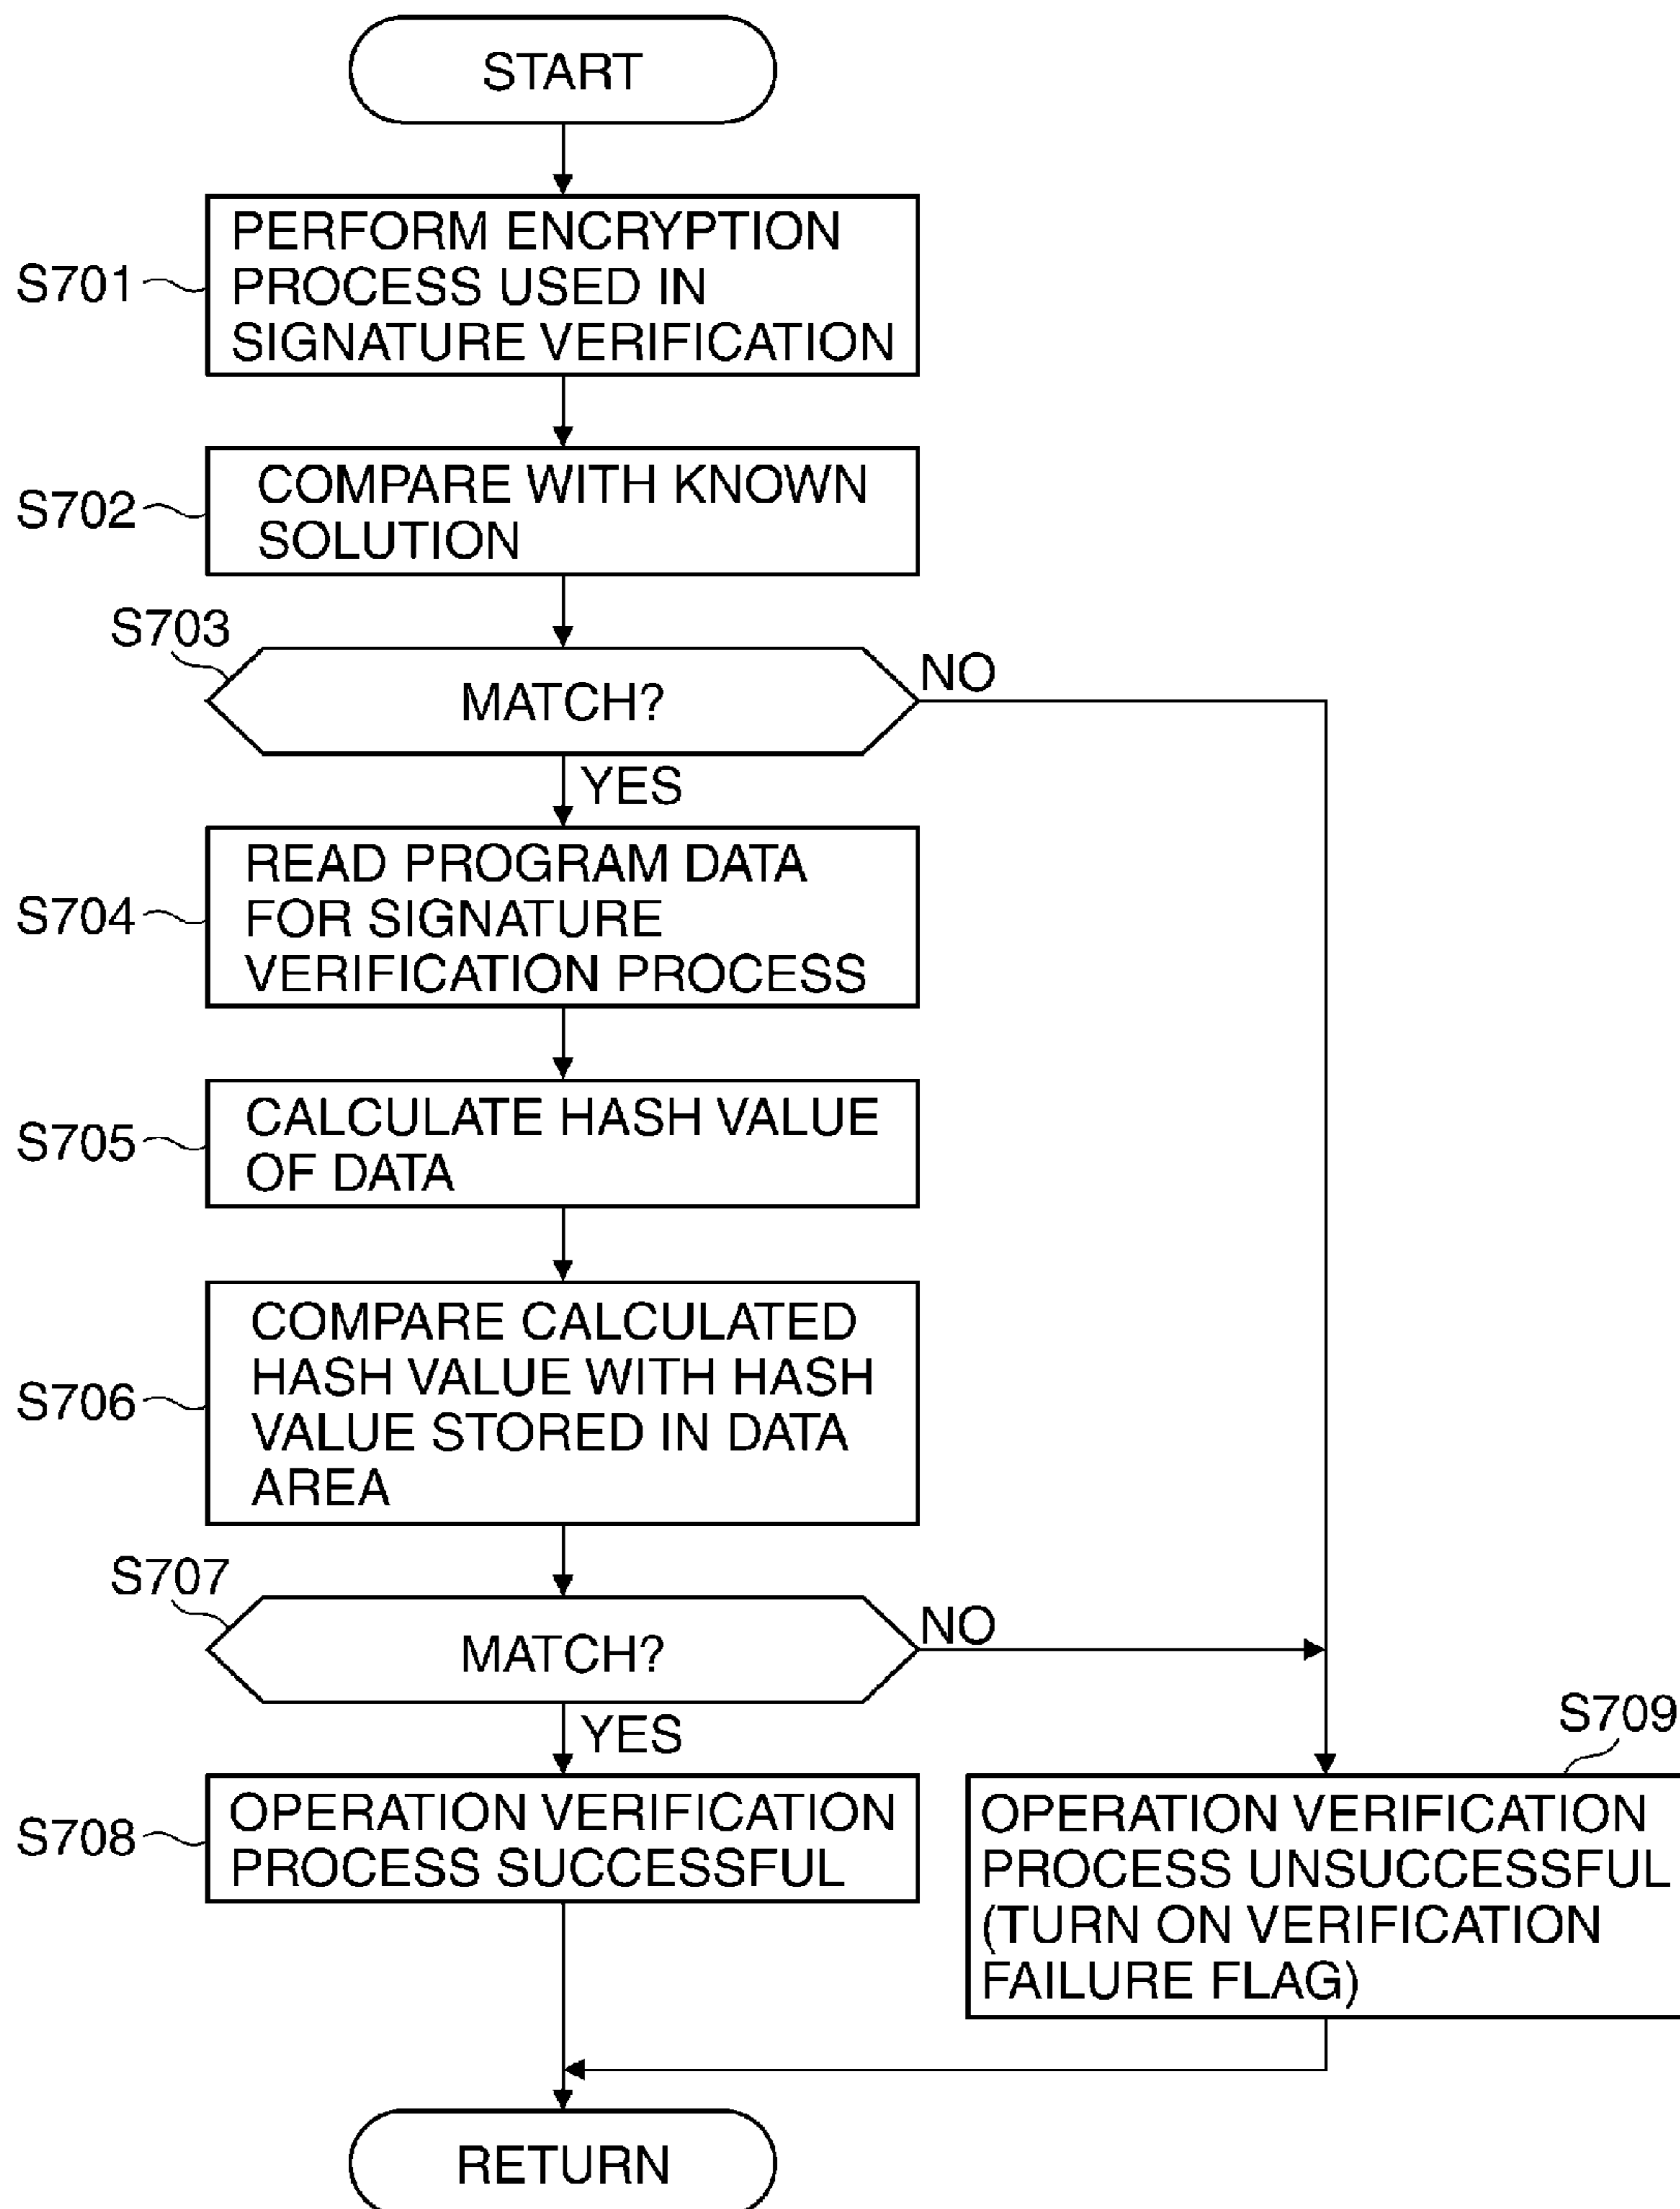 START
S701
PERFORM ENCRYPTION
PROCESS USED IN
SIGNATURE VERIFICATION
S702
COMPARE WITH KNOWN
SOLUTION
S703
MATCH?
NO
YES
S704
READ PROGRAM DATA
FOR SIGNATURE
VERIFICATION PROCESS
S705
CALCULATE HASH VALUE
OF DATA
S706
COMPARE CALCULATED
HASH VALUE WITH HASH
VALUE STORED IN DATA
AREA
S707
MATCH?
NO
YES
S708
OPERATION VERIFICATION
PROCESS SUCCESSFUL
S709
OPERATION VERIFICATION
PROCESS UNSUCCESSFUL
(TURN ON VERIFICATION
FAILURE FLAG)
RETURN